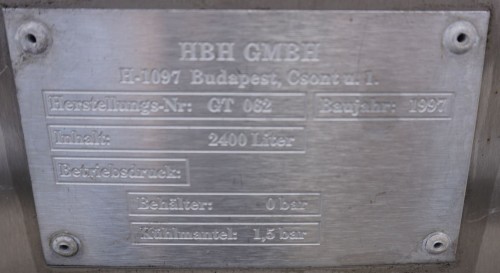 HBH GMBH
H-1097 Budapest, Csont u. 1.
Herstellungs-Nr: GT 082 Baujahr: 1997
Inhalt: 2400 Liter
Betriebsdruck:
Behälter: 0 bar
Kühlmantel: 1,5 bar